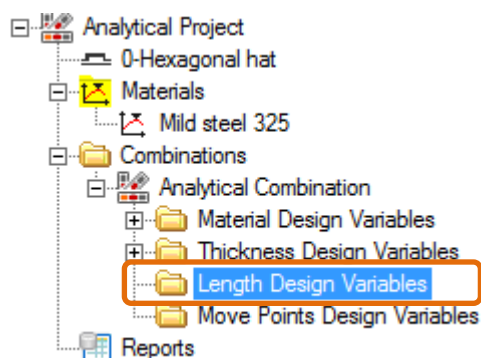 Analytical Project
0-Hexagonal hat
Materials
Mild steel 325
Combinations
Analytical Combination
Material Design Variables
Thickness Design Variables
Length Design Variables
Move Points Design Variables
Reports